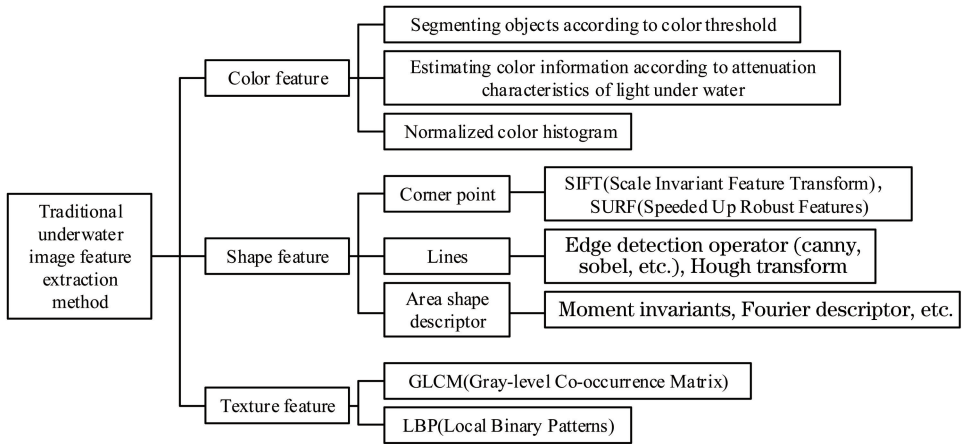 Traditional
underwater
image feature
extraction
method
Color feature
Segmenting objects according to color threshold
Estimating color information according to attenuation
characteristics of light under water
Normalized color histogram
Shape feature
Corner point
SIFT(Scale Invariant Feature Transform),
SURF(Speeded Up Robust Features)
Lines
Edge detection operator (canny,
sobel, etc.), Hough transform
Area shape
descriptor
Moment invariants, Fourier descriptor, etc.
Texture feature
GLCM(Gray-level Co-occurrence Matrix)
LBP(Local Binary Patterns)